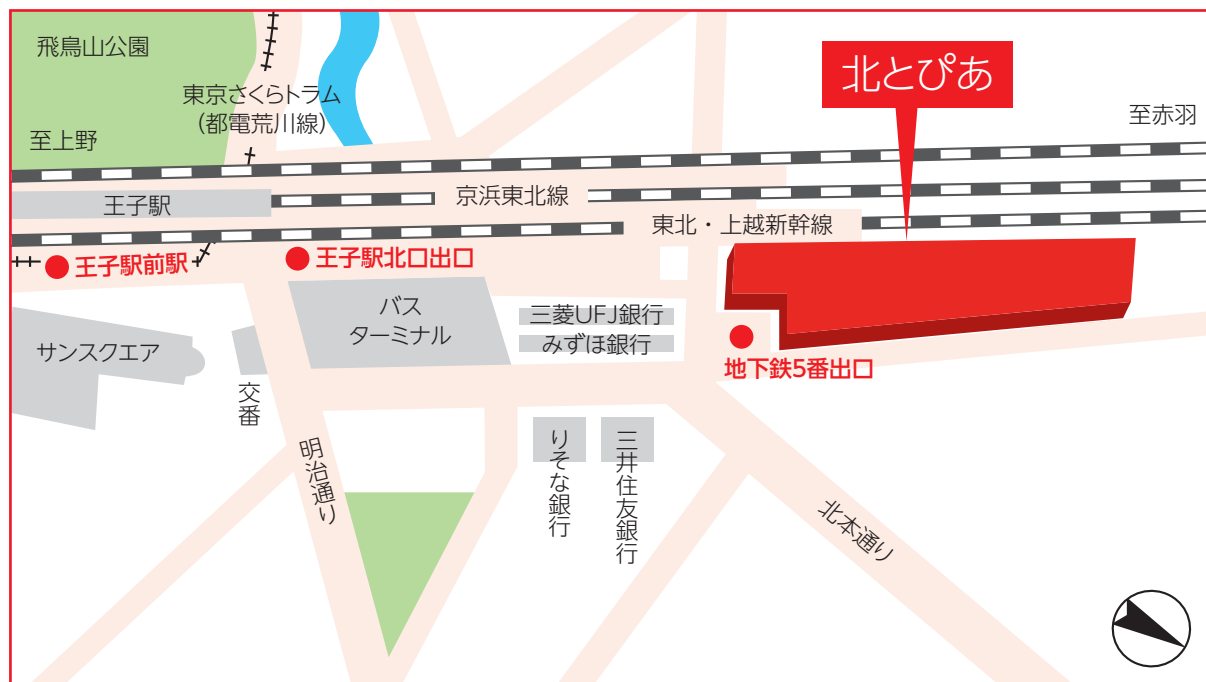 飛鳥山公園
東京さくらトラム
（都電荒川線）
至上野
北とぴあ
至赤羽
王子駅
京浜東北線
東北・上越新幹線
王子駅前駅
王子駅北口出口
バス
ターミナル
三菱UFJ銀行
みずほ銀行
サンスクエア
交番
地下鉄5番出口
明治通り
りそな銀行
三井住友銀行
北本通り